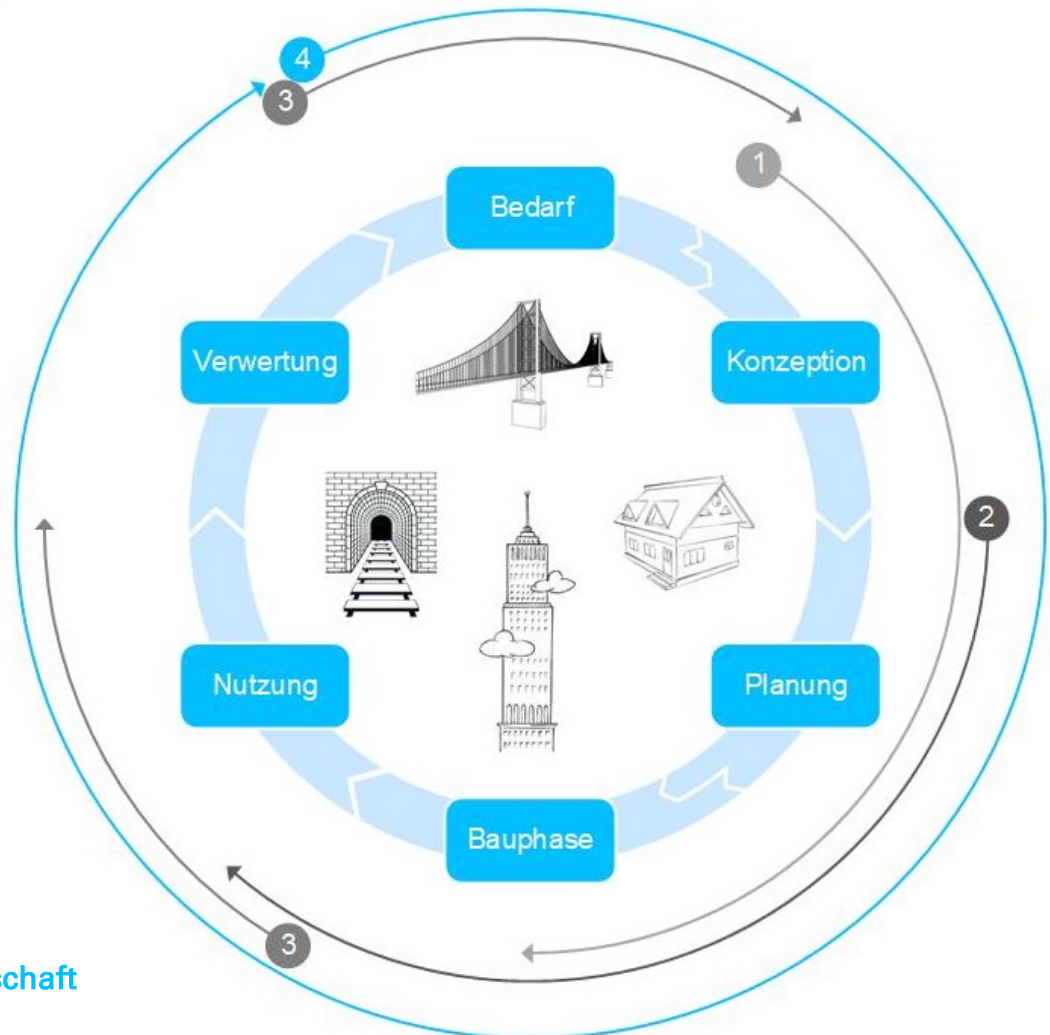 4
3
1
Bedarf
Verwertung
Konzeption
2
Nutzung
Planung
Bauphase
3
schaft